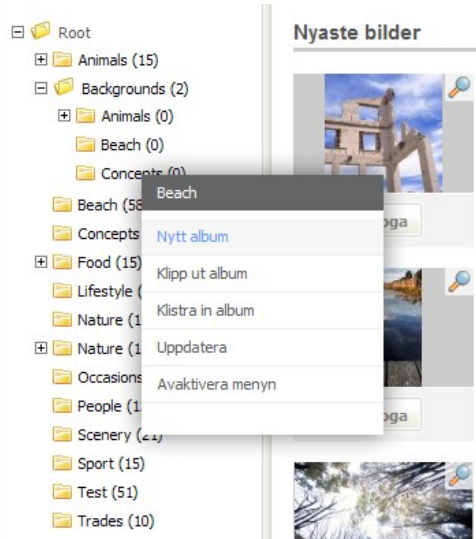 Root
Animals (15)
Backgrounds (2)
Animals (0)
Beach (0)
Concepts (0)
Beach (58
Concepts
Food (15)
Lifestyle (
Nature (1
Nature (1
Occasions
People (1
Scenery (21)
Sport (15)
Test (51)
Trades (10)
Beach
Nytt album
Klipp ut album
Klistra in album
Uppdatera
Avaktivera menyn
Nyaste bilder
oga
oga